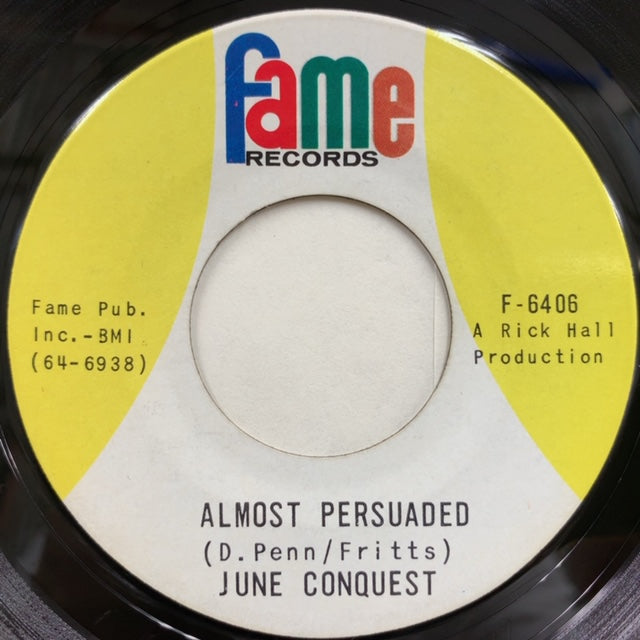 fame
RECORDS
Fame Pub.
Inc.-BMI
(64-6938)
F-6406
A Rick Hall
Production
ALMOST PERSUADED
(D.Penn/Fritts)
JUNE CONQUEST